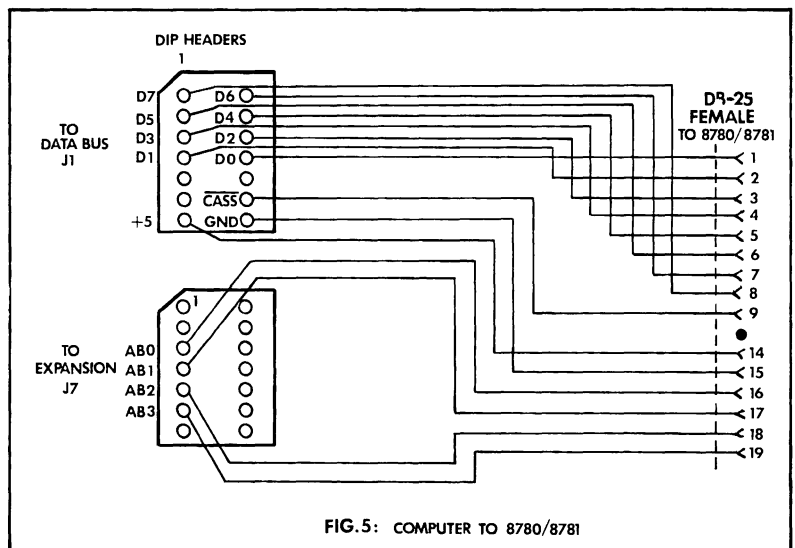 DIP HEADERS
1
D7 D6
D5 D4
D3 D2
D1 D0
CASS
+5 GND
TO
DATA BUS
J1
DB-25
FEMALE
TO 8780/8781
1
2
3
4
5
6
7
8
9
14
15
16
17
18
19
1
AB0
AB1
AB2
AB3
TO
EXPANSION
J7
FIG.5: COMPUTER TO 8780/8781